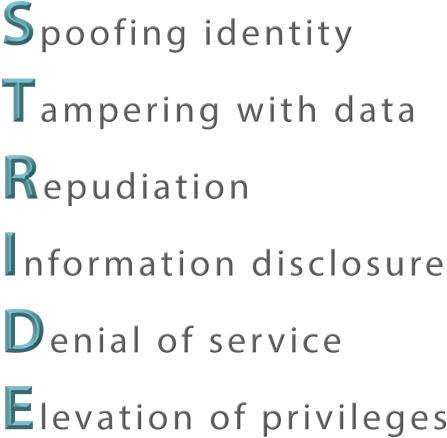 Spoofing identity
Tampering with data
Repudiation
Information disclosure
Denial of service
Elevation of privileges